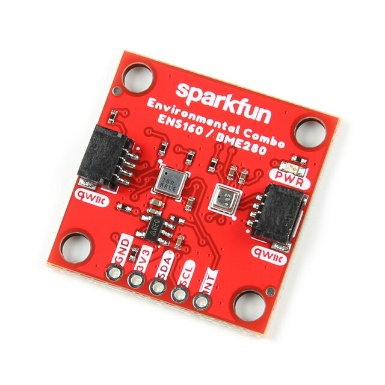 sparkfun
Environmental Combo
ENS160 / BME280
PWR
qwiic
qwiic
GND
3V3
SDA
SCL
INT